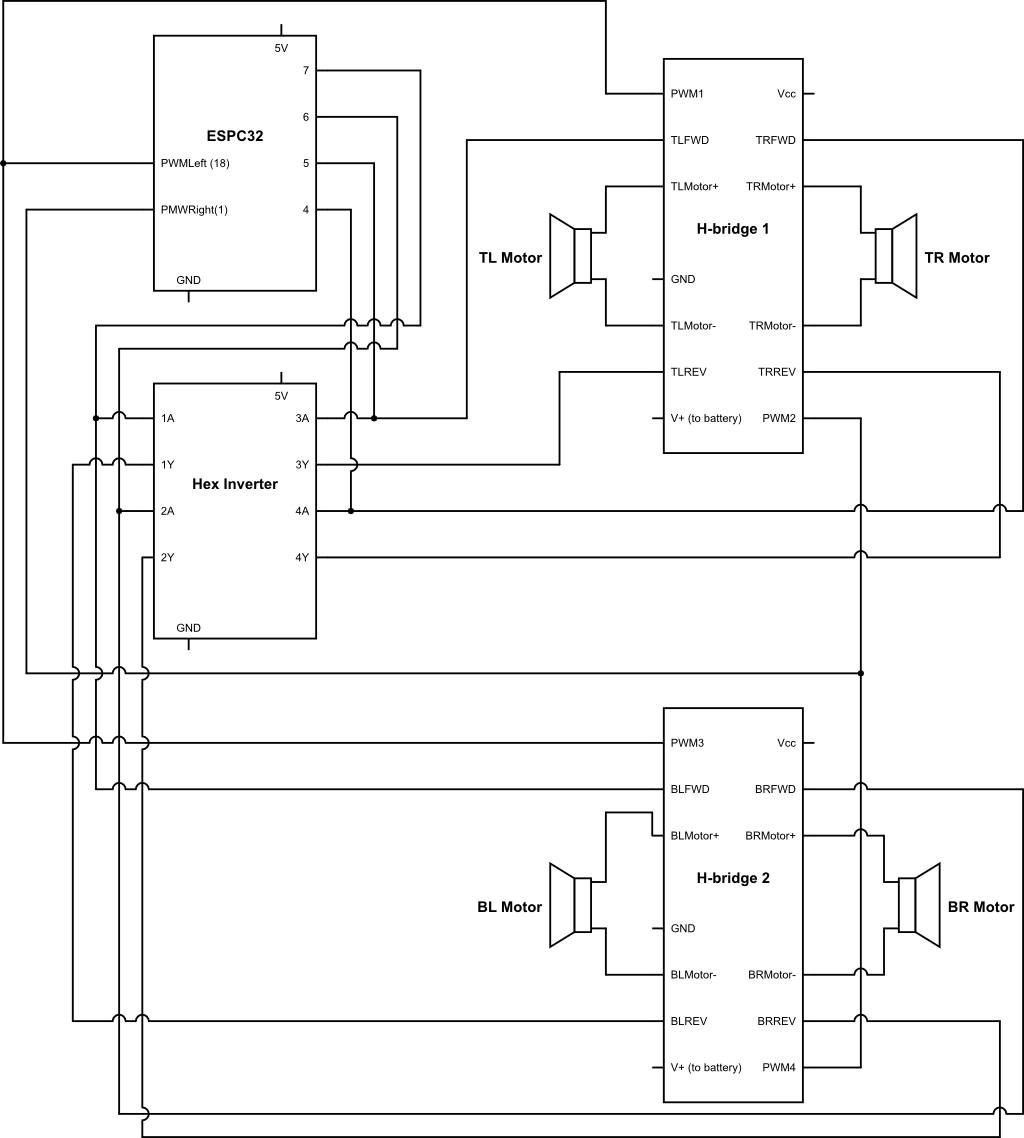 5V
7
6
ESPC32
PWMLeft (18)
5
PMWRight(1)
4
GND
PWM1
Vcc
TLFWD
TRFWD
TLMotor+
TRMotor+
H-bridge 1
TL Motor
TR Motor
GND
TLMotor-
TRMotor-
TLREV
TRREV
V+ (to battery)
PWM2
5V
1A
3A
1Y
3Y
Hex Inverter
2A
4A
2Y
4Y
GND
PWM3
Vcc
BLFWD
BRFWD
BLMotor+
BRMotor+
H-bridge 2
BL Motor
BR Motor
GND
BLMotor-
BRMotor-
BLREV
BRREV
V+ (to battery)
PWM4